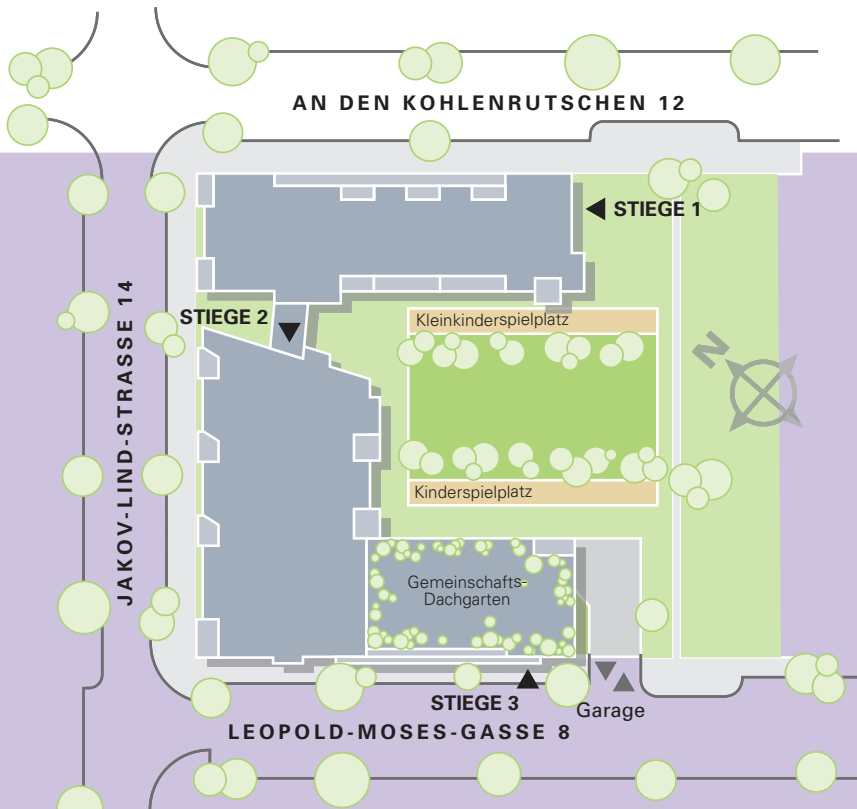 AN DEN KOHLENRUTSCHEN 12
STIEGE 1
STIEGE 2
Kleinkinderspielplatz
JAKOV-LIND-STRASSE 14
N
Kinderspielplatz
Gemeinschafts-
Dachgarten
STIEGE 3
Garage
LEOPOLD-MOSES-GASSE 8